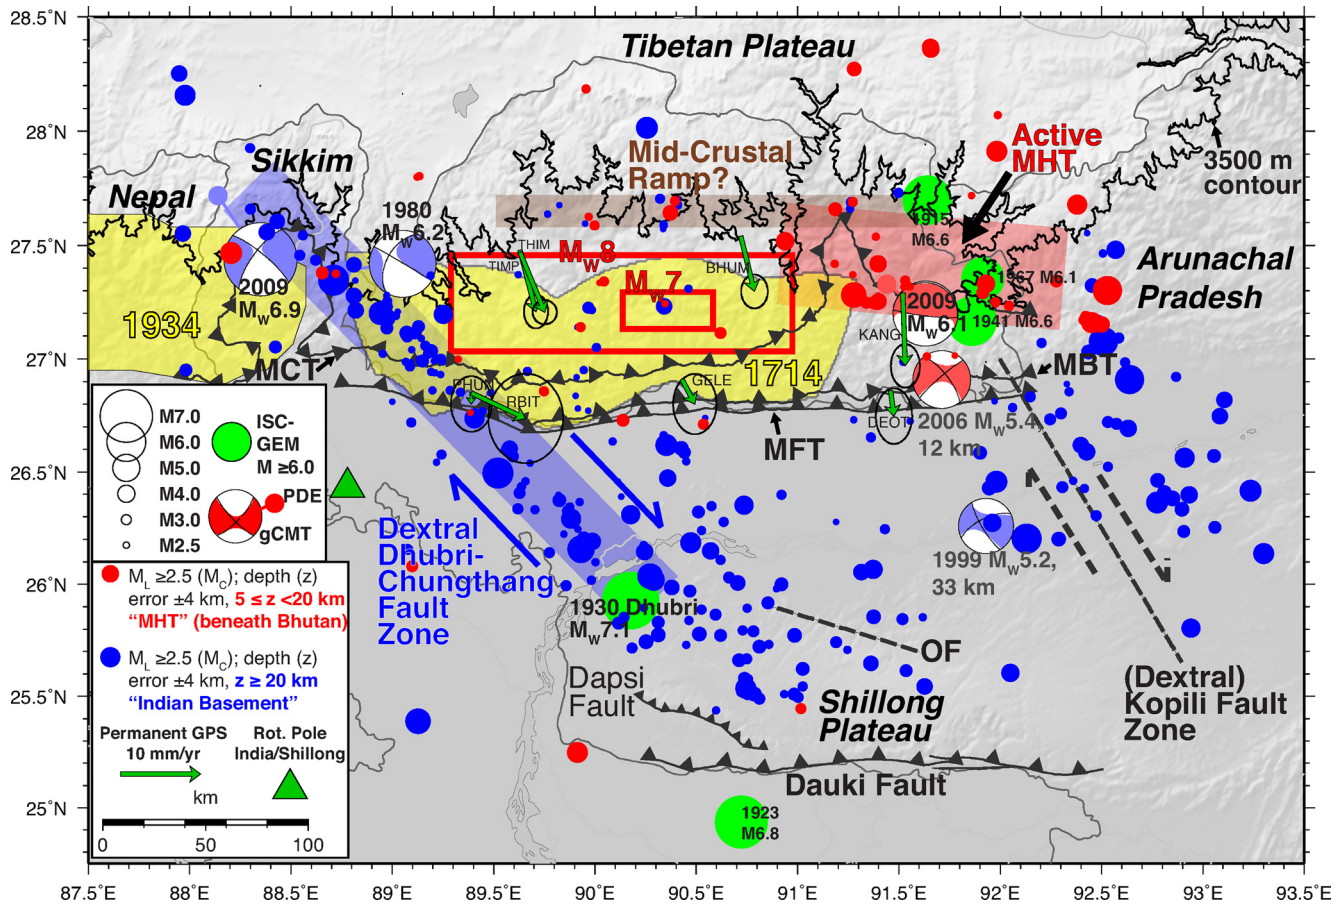 28.5°N
28°N
27.5°N
27°N
26.5°N
26°N
25.5°N
25°N
Tibetan Plateau
Active
MHT
3500 m
contour
Mid-Crustal
Ramp?
Sikkim
Nepal
1980
MW6.2
2009
MW6.9
1934
MCT
THIM
TIMP
MW8
MW7
BHUM
1915
M6.6
1967 M6.1
2009
MW6.1
1941 M6.6
KANG
Arunachal
Pradesh
1714
MBT
PHUN
RBIT
GELE
DEOT
MFT
2006 MW5.4,
12 km
1999 MW5.2,
33 km
Dextral
Dhubri-
Chungthang
Fault
Zone
1930 Dhubri
MW7.1
OF
Dapsi
Fault
Shillong
Plateau
(Dextral)
Kopili Fault
Zone
Dauki Fault
1923
M6.8
M7.0
M6.0
M5.0
M4.0
M3.0
M2.5
ISC-
GEM
M ≥6.0
PDE
gCMT
ML ≥2.5 (MC); depth (z)
error ±4 km, 5 ≤ z <20 km
“MHT” (beneath Bhutan)
ML ≥2.5 (MC); depth (z)
error ±4 km, z ≥ 20 km
“Indian Basement”
Permanent GPS
10 mm/yr
Rot. Pole
India/Shillong
km
0 50 100
87.5°E 88°E 88.5°E 89°E 89.5°E 90°E 90.5°E 91°E 91.5°E 92°E 92.5°E 93°E 93.5°E